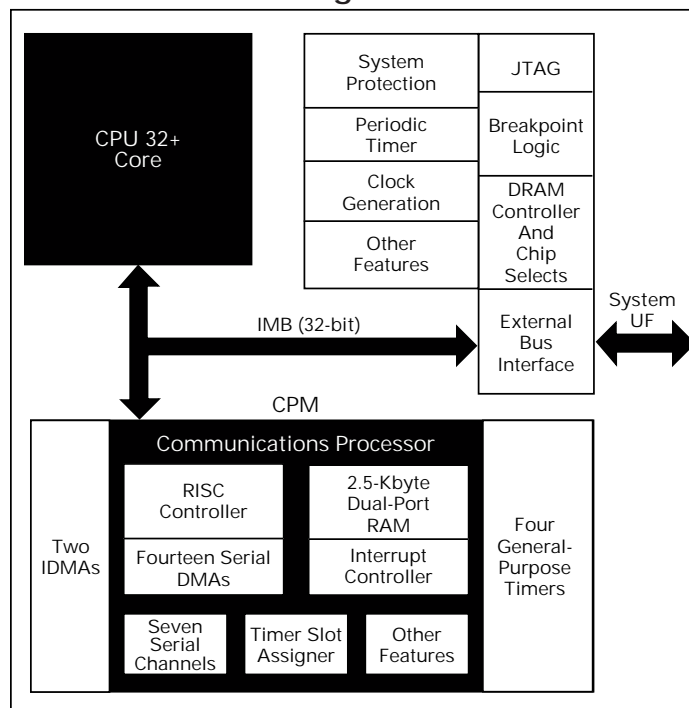 CPU 32+
Core
System
Protection
JTAG
Periodic
Timer
Breakpoint
Logic
Clock
Generation
DRAM
Controller
And
Chip
Selects
Other
Features
IMB (32-bit)
External
Bus
Interface
System
UF
CPM
Communications Processor
Two
IDMAs
RISC
Controller
2.5-Kbyte
Dual-Port
RAM
Fourteen Serial
DMAs
Interrupt
Controller
Seven
Serial
Channels
Timer Slot
Assigner
Other
Features
Four
General-
Purpose
Timers